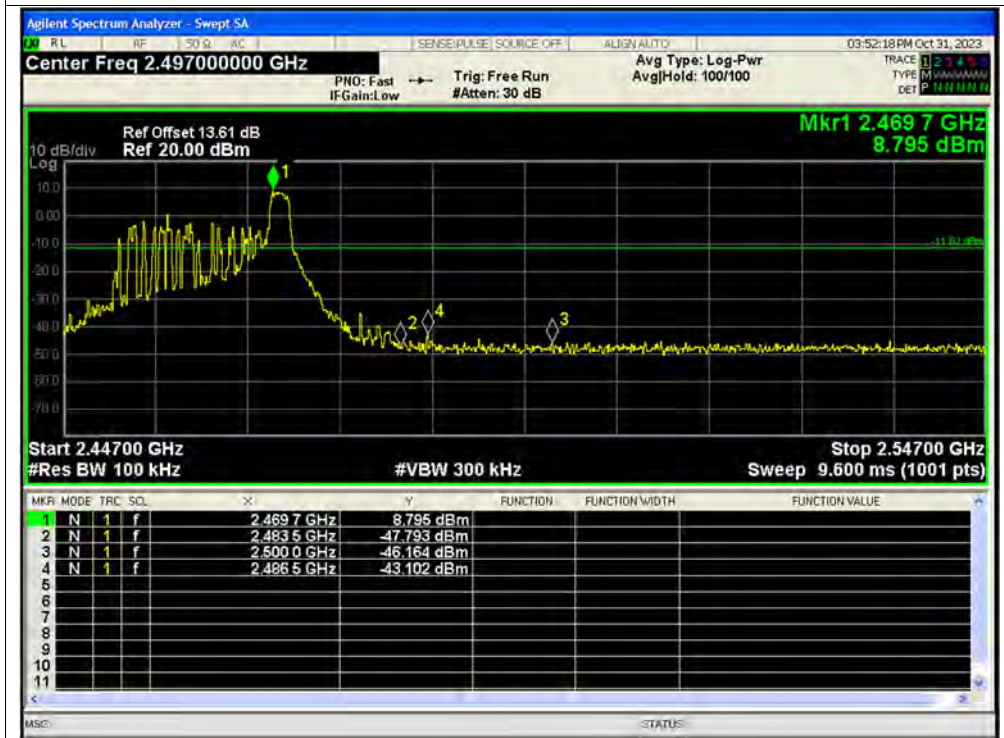 Agilent Spectrum Analyzer - Swept SA
RL RF 50 Ω AC SENSE:PULSE SOURCE OFF ALIGN AUTO 03:52:18 PM Oct 31, 2023
Center Freq 2.497000000 GHz
PNO: Fast
IFGain:Low
Trig: Free Run
#Atten: 30 dB
Avg Type: Log-Pwr
Avg|Hold: 100/100
TRACE 1 2 3 4 5 6
TYPE M
DET P N N N N N
Mkr1 2.469 7 GHz
8.795 dBm
Ref Offset 13.61 dB
10 dB/div Ref 20.00 dBm
Log
10.0
0.00
-10.0
-20.0
-30.0
-40.0
-50.0
-60.0
-70.0
1
2
4
3
-11.62 dBm
Start 2.44700 GHz Stop 2.54700 GHz
#Res BW 100 kHz #VBW 300 kHz Sweep 9.600 ms (1001 pts)
MKR MODE TRC SCL X Y FUNCTION FUNCTION WIDTH FUNCTION VALUE
1 N 1 f 2.469 7 GHz 8.795 dBm
2 N 1 f 2.483 5 GHz -47.793 dBm
3 N 1 f 2.500 0 GHz -46.164 dBm
4 N 1 f 2.486 5 GHz -43.102 dBm
5
6
7
8
9
10
11
MSG STATUS